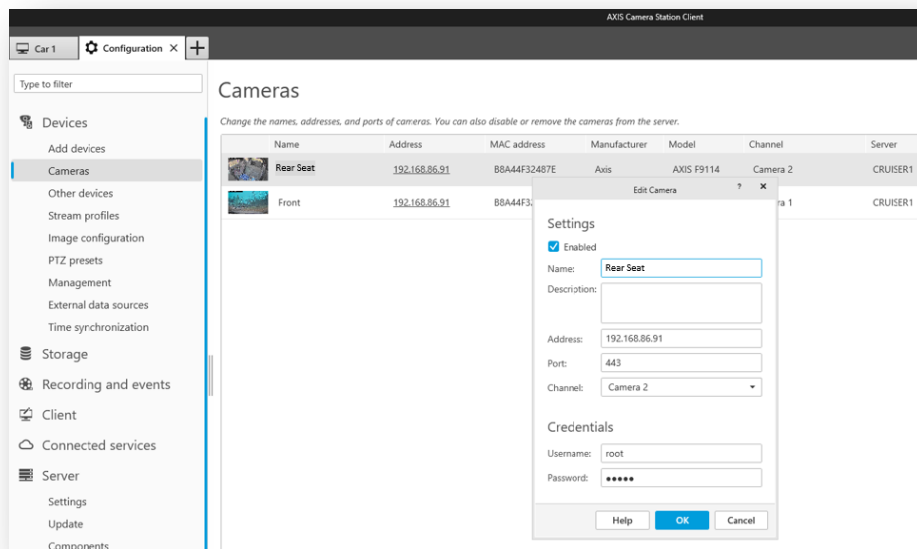 AXIS Camera Station Client
Car 1
Configuration
Type to filter
Devices
Add devices
Cameras
Other devices
Stream profiles
Image configuration
PTZ presets
Management
External data sources
Time synchronization
Storage
Recording and events
Client
Connected services
Server
Settings
Update
Components
Cameras
Change the names, addresses, and ports of cameras. You can also disable or remove the cameras from the server.
Name Address MAC address Manufacturer Model Channel Server
Rear Seat 192.168.86.91 B8A44F32487E Axis AXIS F9114 Camera 2 CRUISER1
Front 192.168.86.91 B8A44F32 ra 1 CRUISER1
Edit Camera ?
Settings
Enabled
Name: Rear Seat
Description:
Address: 192.168.86.91
Port: 443
Channel: Camera 2
Credentials
Username: root
Password: •••••
Help OK Cancel